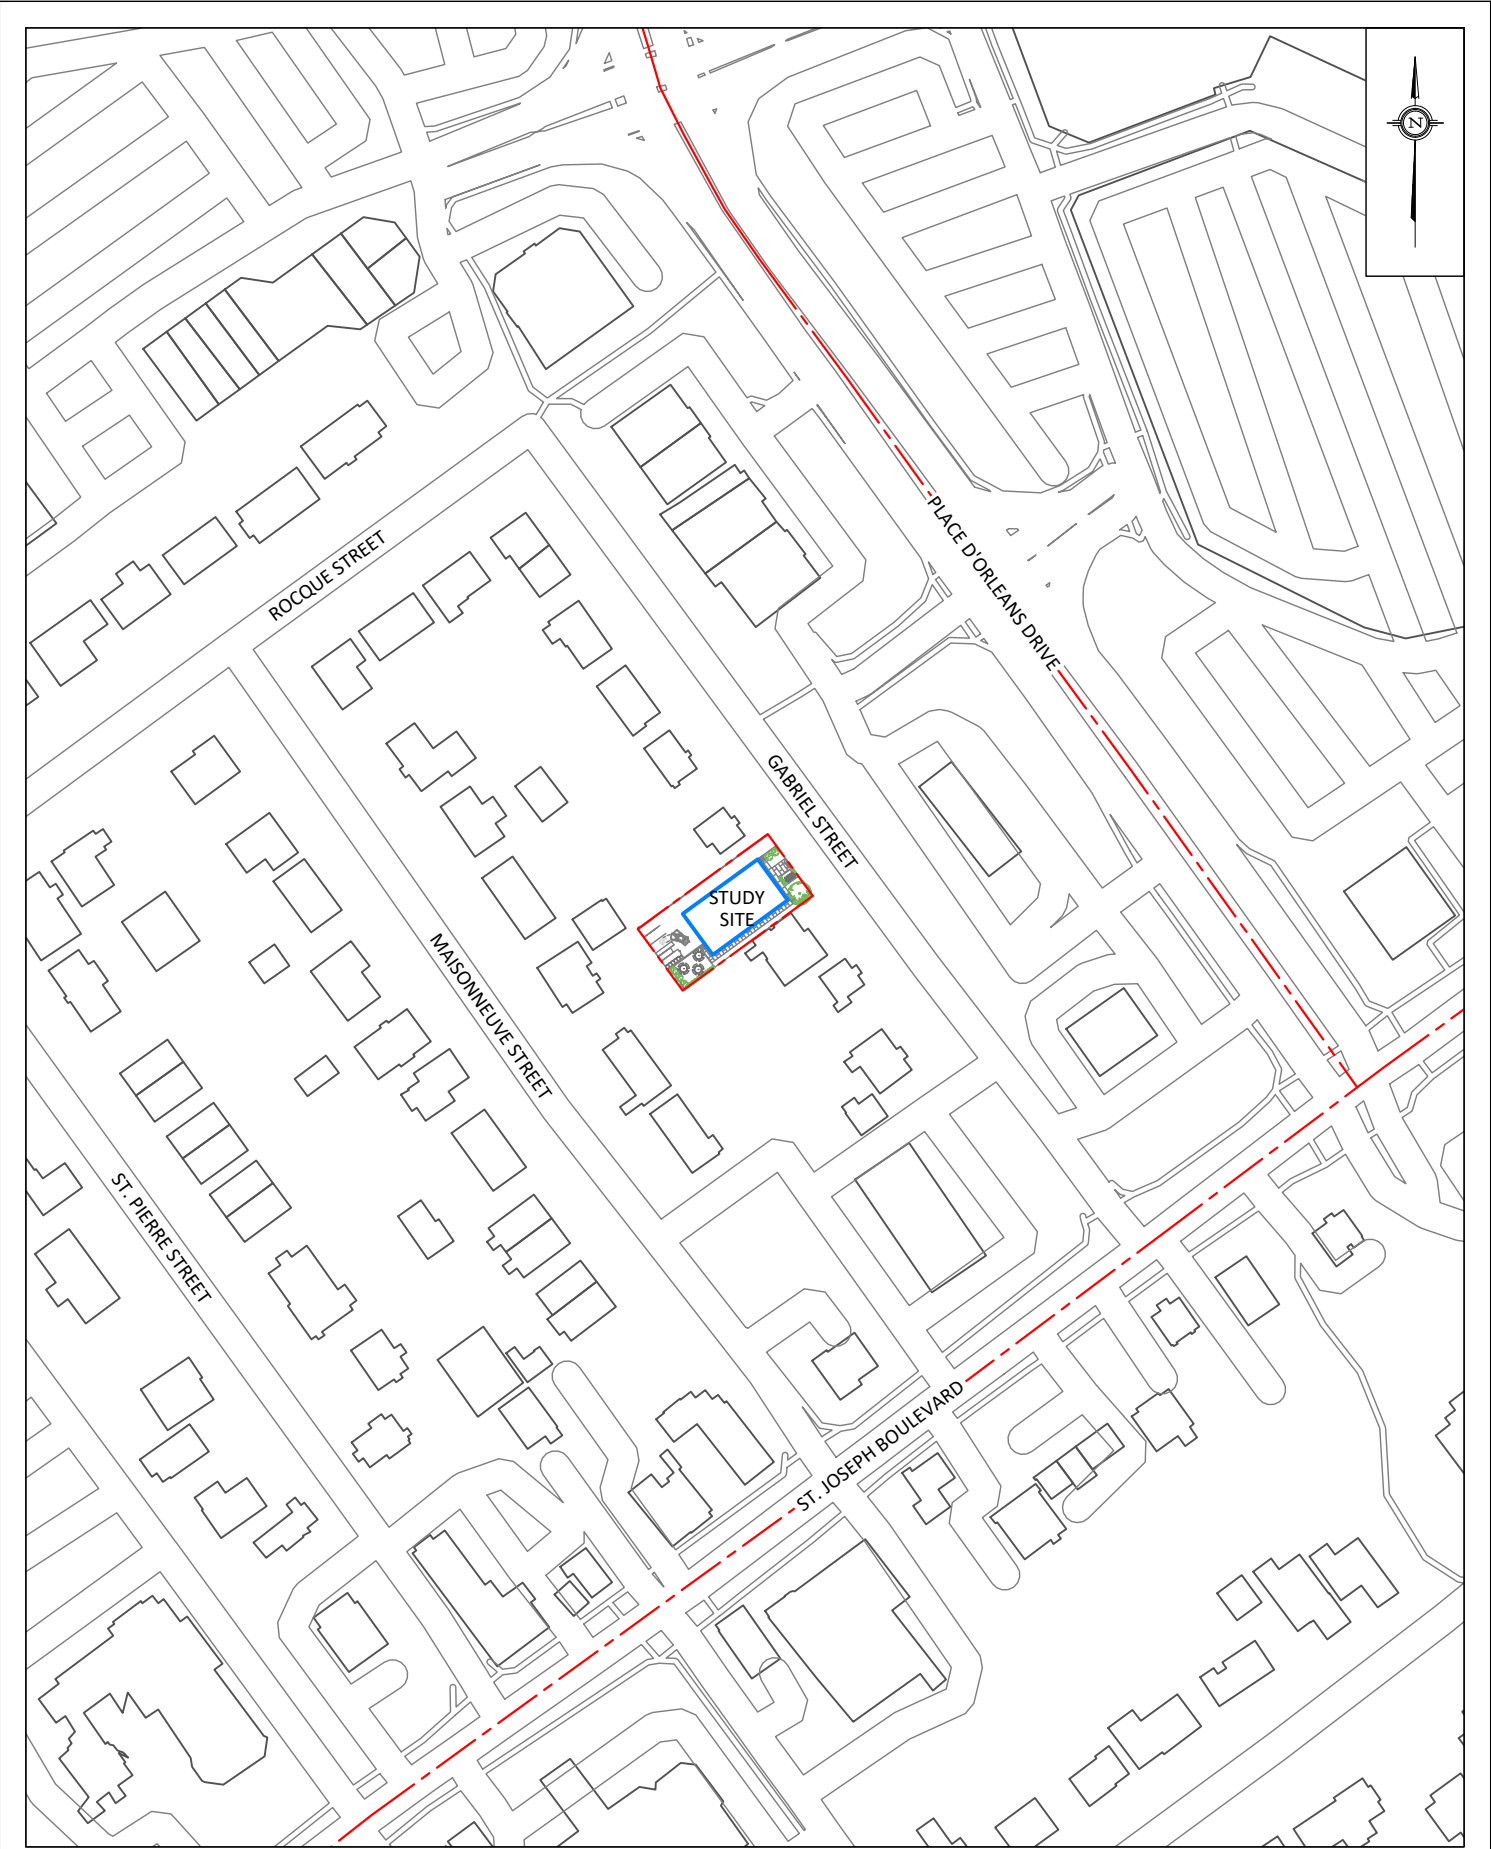 N
PLACE D'ORLEANS DRIVE
ROCQUE STREET
GABRIEL STREET
STUDY
SITE
MAISONNEUVE STREET
ST. PIERRE STREET
ST. JOSEPH BOULEVARD